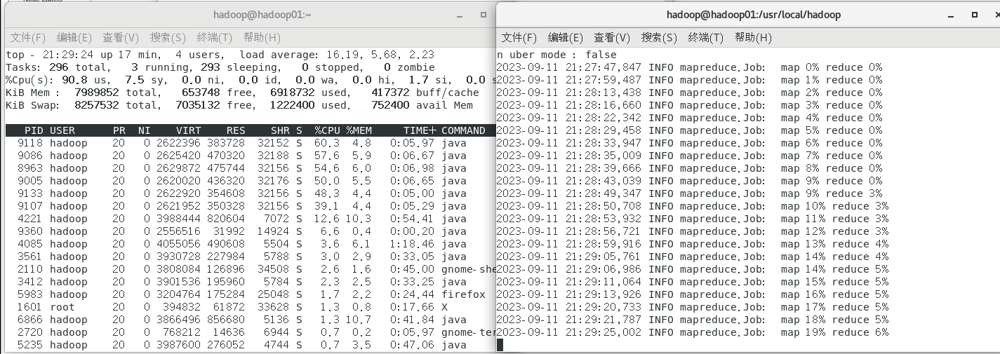 Node Labels
hadoop@hadoop01:~
文件(F) 编辑(E) 查看(V) 搜索(S) 终端(T) 帮助(H)
top - 21:29:24 up 17 min, 4 users, load average: 16.19, 5.68, 2.23
Tasks: 296 total, 3 running, 293 sleeping, 0 stopped, 0 zombie
%Cpu(s): 90.8 us, 7.5 sy, 0.0 ni, 0.0 id, 0.0 wa, 0.0 hi, 1.7 si, 0.0 s
KiB Mem : 7989852 total, 653748 free, 6918732 used, 417372 buff/cache
KiB Swap: 8257532 total, 7035132 free, 1222400 used. 752400 avail Mem
PID USER PR NI VIRT RES SHR S %CPU %MEM TIME+ COMMAND
9118 hadoop 20 0 2622396 383728 32152 S 60.3 4.8 0:05.97 java
9086 hadoop 20 0 2625420 470320 32188 S 57.6 5.9 0:06.67 java
8963 hadoop 20 0 2629872 475744 32156 S 54.6 6.0 0:06.98 java
9005 hadoop 20 0 2620020 436320 32176 S 50.0 5.5 0:06.65 java
9133 hadoop 20 0 2622920 354608 32156 S 48.3 4.4 0:05.00 java
9107 hadoop 20 0 2621952 350328 32156 S 39.1 4.4 0:05.29 java
4221 hadoop 20 0 3988444 820604 7072 S 12.6 10.3 0:54.41 java
9360 hadoop 20 0 2556516 31992 14924 S 6.6 0.4 0:00.20 java
4085 hadoop 20 0 4055056 490608 5504 S 3.6 6.1 1:18.46 java
3561 hadoop 20 0 3930728 227984 5788 S 3.0 2.9 0:33.05 java
2110 hadoop 20 0 3808084 126896 34508 S 2.6 1.6 0:45.00 gnome-she
3412 hadoop 20 0 3901536 195960 5784 S 2.3 2.5 0:33.25 java
5983 hadoop 20 0 3204764 175284 25048 S 1.7 2.2 0:24.44 firefox
1601 root 20 0 394832 61872 33628 S 1.3 0.8 0:17.66 X
6866 hadoop 20 0 3866496 856680 5136 S 1.3 10.7 0:41.84 java
2720 hadoop 20 0 768212 14636 6944 S 0.7 0.2 0:05.97 gnome-ter
5235 hadoop 20 0 3987600 276052 4744 S 0.7 3.5 0:47.06 java
hadoop@hadoop01:/usr/local/hadoop
文件(F) 编辑(E) 查看(V) 搜索(S) 终端(T) 帮助(H)
n uber mode : false
2023-09-11 21:27:47,847 INFO mapreduce.Job: map 0% reduce 0%
2023-09-11 21:27:59,487 INFO mapreduce.Job: map 1% reduce 0%
2023-09-11 21:28:13,438 INFO mapreduce.Job: map 2% reduce 0%
2023-09-11 21:28:16,660 INFO mapreduce.Job: map 3% reduce 0%
2023-09-11 21:28:22,342 INFO mapreduce.Job: map 4% reduce 0%
2023-09-11 21:28:29,458 INFO mapreduce.Job: map 5% reduce 0%
2023-09-11 21:28:33,947 INFO mapreduce.Job: map 6% reduce 0%
2023-09-11 21:28:35,009 INFO mapreduce.Job: map 7% reduce 0%
2023-09-11 21:28:39,666 INFO mapreduce.Job: map 8% reduce 0%
2023-09-11 21:28:43,039 INFO mapreduce.Job: map 9% reduce 0%
2023-09-11 21:28:49,347 INFO mapreduce.Job: map 9% reduce 3%
2023-09-11 21:28:50,708 INFO mapreduce.Job: map 10% reduce 3%
2023-09-11 21:28:53,932 INFO mapreduce.Job: map 11% reduce 3%
2023-09-11 21:28:56,721 INFO mapreduce.Job: map 12% reduce 3%
2023-09-11 21:28:59,916 INFO mapreduce.Job: map 13% reduce 4%
2023-09-11 21:29:05,761 INFO mapreduce.Job: map 14% reduce 4%
2023-09-11 21:29:06,986 INFO mapreduce.Job: map 14% reduce 5%
2023-09-11 21:29:11,064 INFO mapreduce.Job: map 15% reduce 5%
2023-09-11 21:29:13,926 INFO mapreduce.Job: map 16% reduce 5%
2023-09-11 21:29:20,733 INFO mapreduce.Job: map 17% reduce 5%
2023-09-11 21:29:21,787 INFO mapreduce.Job: map 18% reduce 5%
2023-09-11 21:29:25,002 INFO mapreduce.Job: map 19% reduce 6%